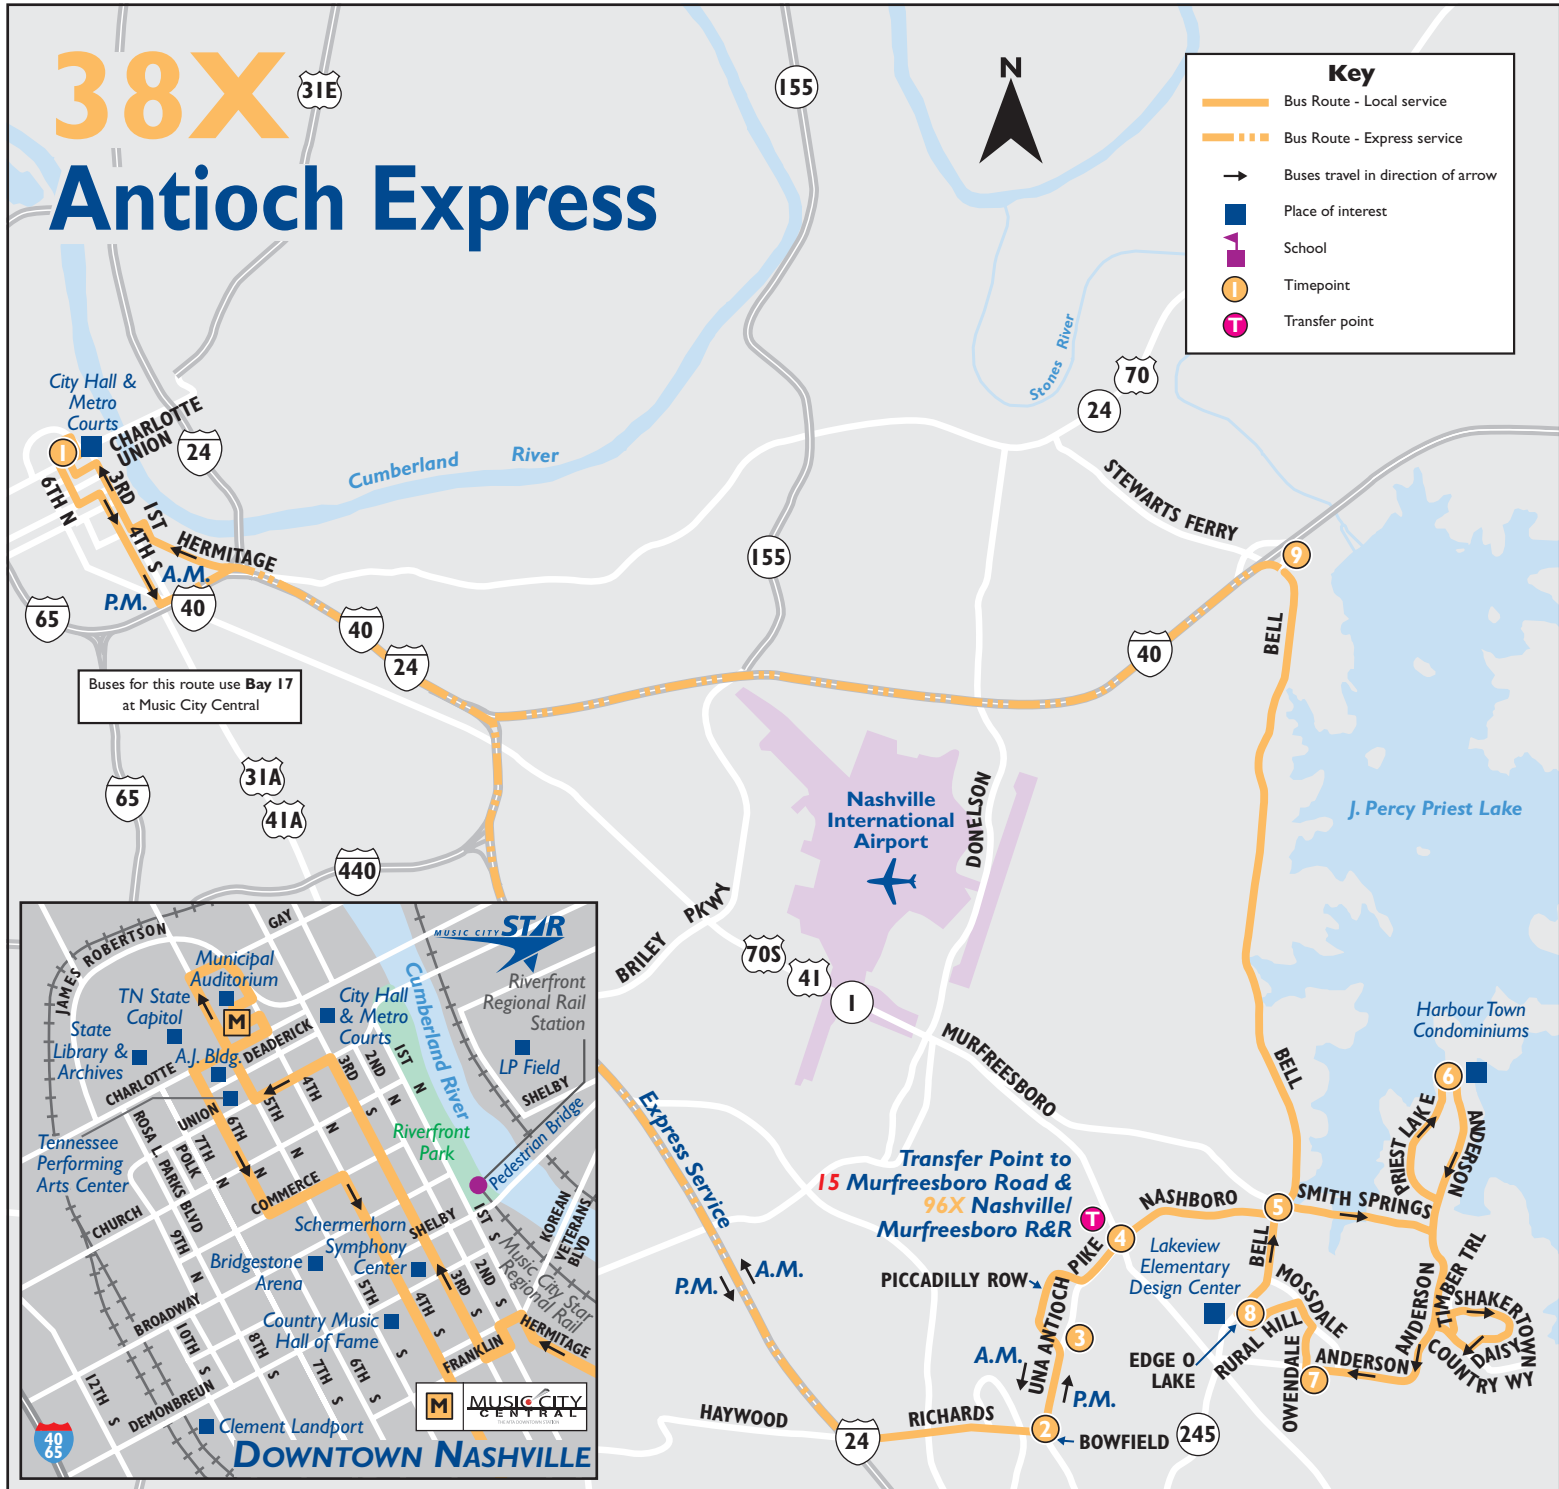 38X
Antioch Express
31E
155
N
Key
Bus Route - Local service
Bus Route - Express service
Buses travel in direction of arrow
Place of interest
School
1 Timepoint
T Transfer point
Stones River
70
24
City Hall &
Metro
Courts
CHARLOTTE
UNION
24
1
6TH N
3RD
1ST
4TH S
HERMITAGE
A.M.
P.M.
40
65
Cumberland River
STEWARTS FERRY
155
9
40
24
40
BELL
Buses for this route use Bay 17
at Music City Central
31A
65
41A
440
Nashville
International
Airport
DONELSON
J. Percy Priest Lake
BRILEY PKWY
70S
41
1
MURFREESBORO
BELL
Harbour Town
Condominiums
6
PRIEST LAKE
ANDERSON
Express Service
P.M.
A.M.
Transfer Point to
15 Murfreesboro Road &
96X Nashville/
Murfreesboro R&R
T
4
NASHBORO
5
SMITH SPRINGS
PIKE
PICCADILLY ROW
Lakeview
Elementary
Design Center
BELL
MOSSDALE
8
RURAL HILL
EDGE O
LAKE
OWENDALE
7
ANDERSON
ANDERSON
TIMBER TRL
SHAKERTOWN
DAISY
COUNTRY WY
3
UNA ANTIOCH
A.M.
P.M.
HAYWOOD
24
RICHARDS
2
BOWFIELD
245
JAMES ROBERTSON
GAY
MUSIC CITY STAR
Riverfront
Regional Rail
Station
Municipal
Auditorium
TN State
Capitol
State
Library &
Archives
A.J. Bldg.
M
City Hall
& Metro
Courts
Cumberland River
LP Field
SHELBY
DEADERICK
CHARLOTTE
UNION
Tennessee
Performing
Arts Center
ROSA L. PARKS BLVD
POLK
7TH N
6TH N
5TH N
4TH N
3RD S
2ND N
1ST N
Riverfront
Park
Pedestrian Bridge
CHURCH
COMMERCE
9TH N
Schermerhorn
Symphony
Center
SHELBY
1ST S
KOREAN
VETERANS
BLVD
Music City Star
Regional Rail
Bridgestone
Arena
5TH S
4TH S
3RD S
2ND S
BROADWAY
Country Music
Hall of Fame
HERMITAGE
FRANKLIN
10TH S
8TH S
7TH S
6TH S
12TH S
DEMONBREUN
Clement Landport
M
MUSIC CITY
CENTRAL
40
65
DOWNTOWN NASHVILLE